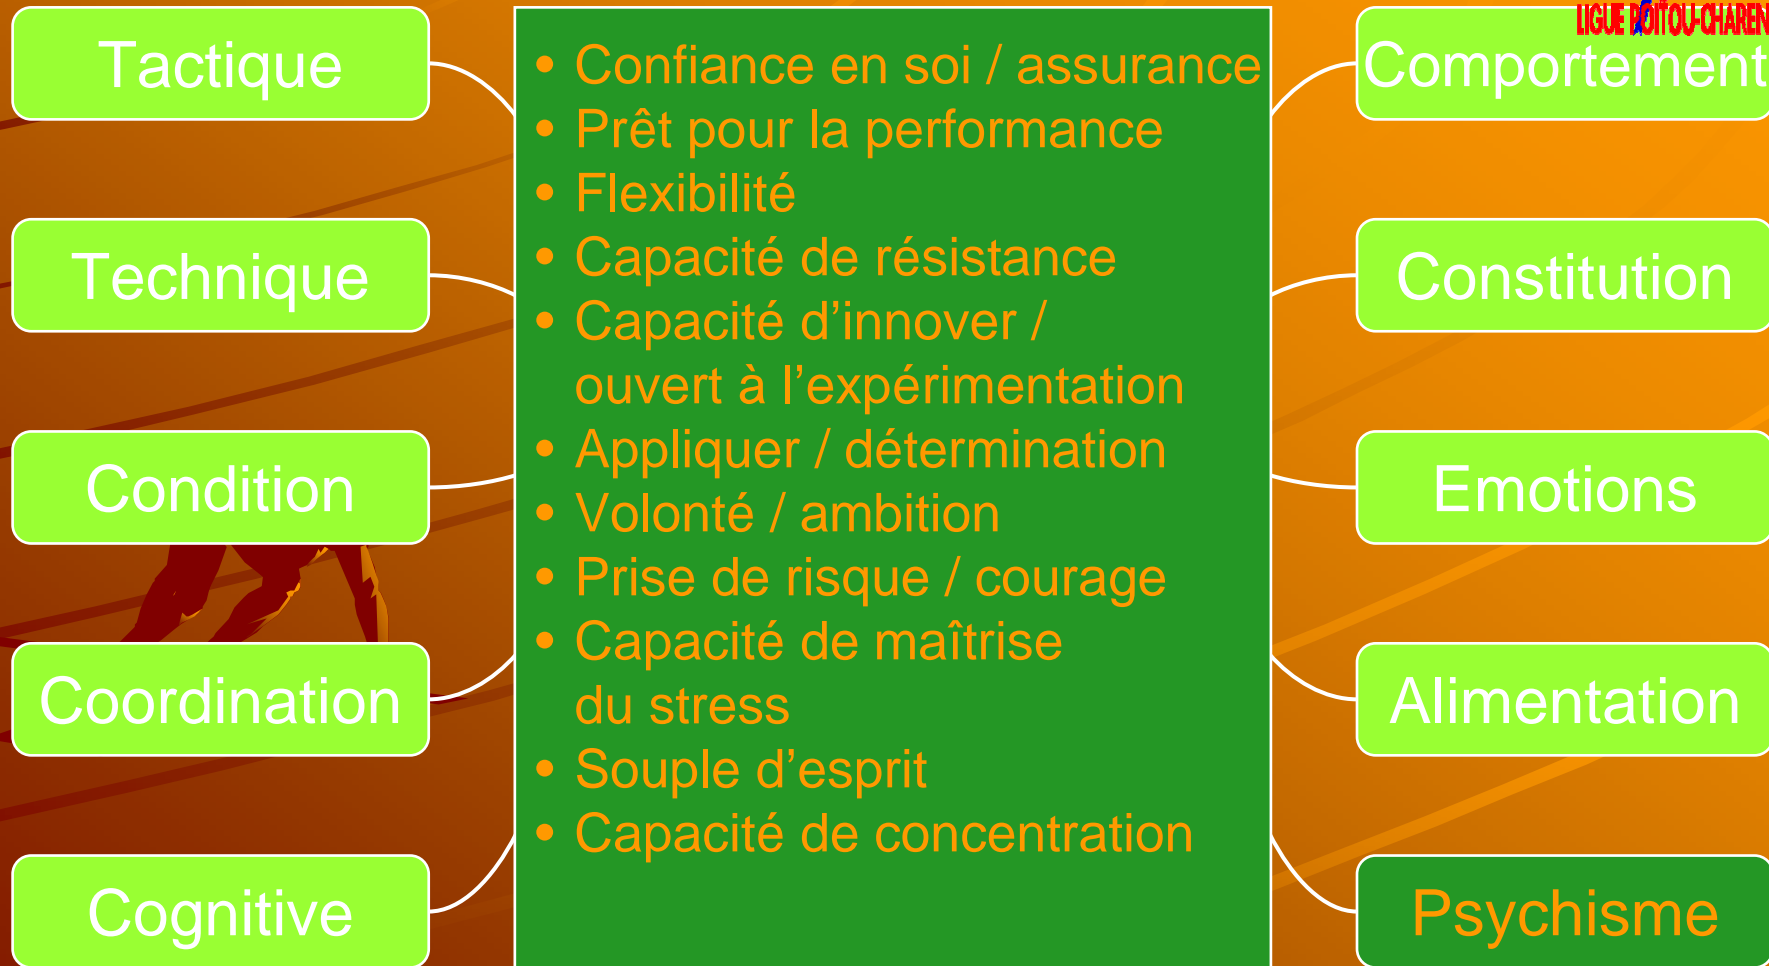 Tactique
Technique
Condition
Coordination
Cognitive
• Confiance en soi / assurance
• Prêt pour la performance
• Flexibilité
• Capacité de résistance
• Capacité d’innover /
ouvert à l’expérimentation
• Appliquer / détermination
• Volonté / ambition
• Prise de risque / courage
• Capacité de maîtrise
du stress
• Souple d’esprit
• Capacité de concentration
LIGUE POITOU-CHAREN
Comportement
Constitution
Emotions
Alimentation
Psychisme